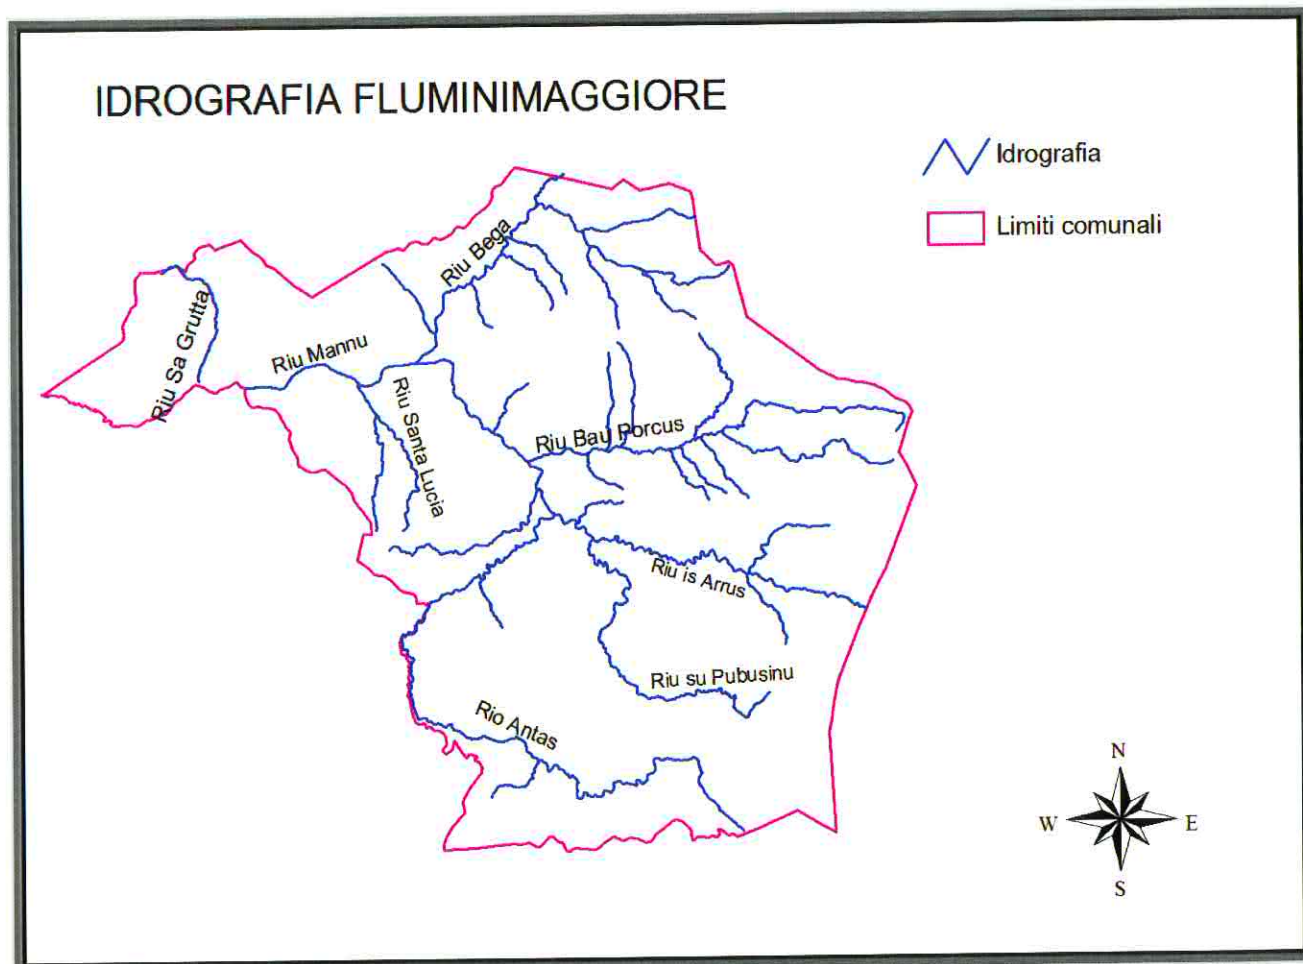 IDROGRAFIA FLUMINIMAGGIORE
Idrografia
Limiti comunali
Riu Bega
Riu Sa Grutta
Riu Mannu
Riu Santa Lucia
Riu Bau Porcus
Riu is Arrus
Riu su Pubusinu
Rio Antas
N
W
E
S